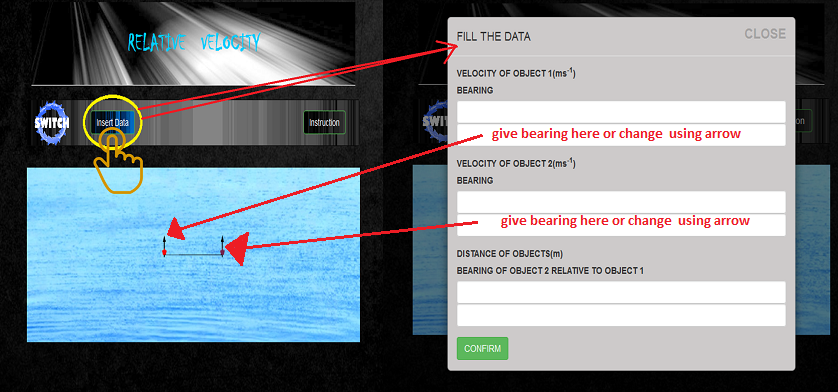 RELATIVE VELOCITY
SWITCH
Insert Data
Instruction
FILL THE DATA
CLOSE
VELOCITY OF OBJECT 1(ms-1)
BEARING
give bearing here or change using arrow
VELOCITY OF OBJECT 2(ms-1)
BEARING
give bearing here or change using arrow
DISTANCE OF OBJECTS(m)
BEARING OF OBJECT 2 RELATIVE TO OBJECT 1
CONFIRM